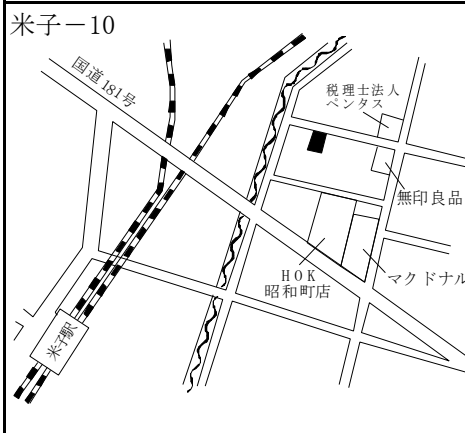 米子－10
国道181号
税理士法人
ペンタス
無印良品
HOK
昭和町店
マクドナル
米子駅